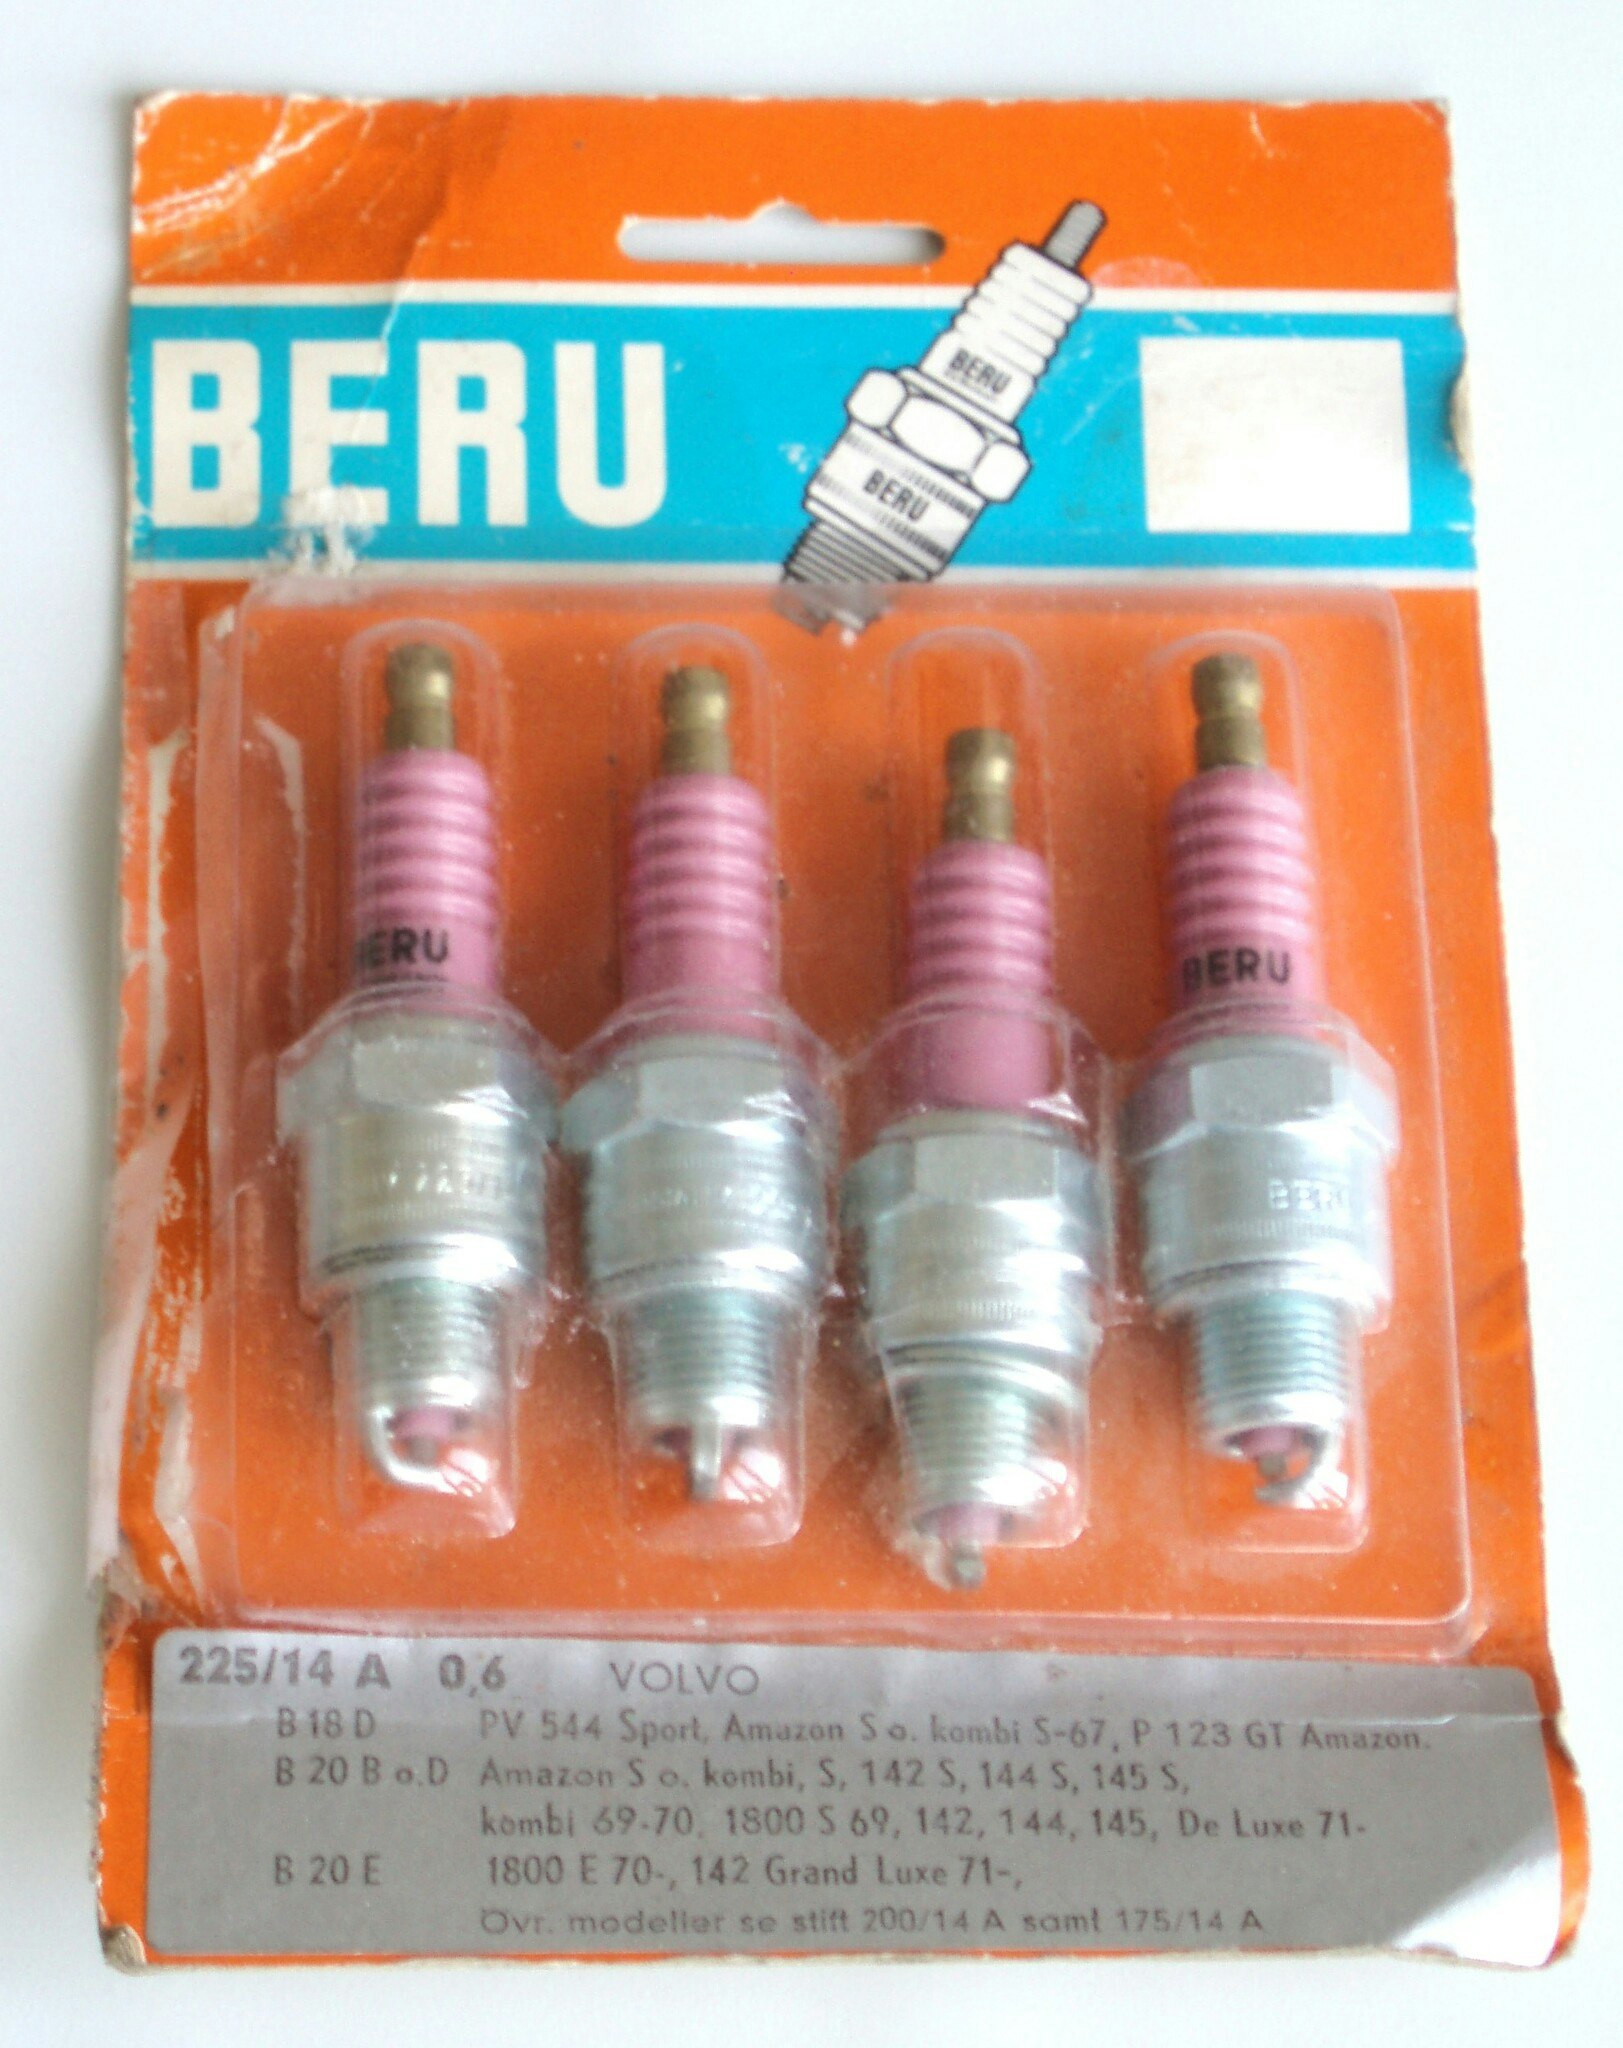 BERU
BERU
BERU
BERU
BERU
BERU
225/14 A 0,6 VOLVO
B 18 D PV 544 Sport, Amazon S o. kombi S-67, P 123 GT Amazon.
B 20 B o.D Amazon S o. kombi, S, 142 S, 144 S, 145 S,
kombi 69-70, 1800 S 69, 142, 144, 145, De Luxe 71-
B 20 E 1800 E 70-, 142 Grand Luxe 71-,
Övr. modeller se stift 200/14 A samt 175/14 A